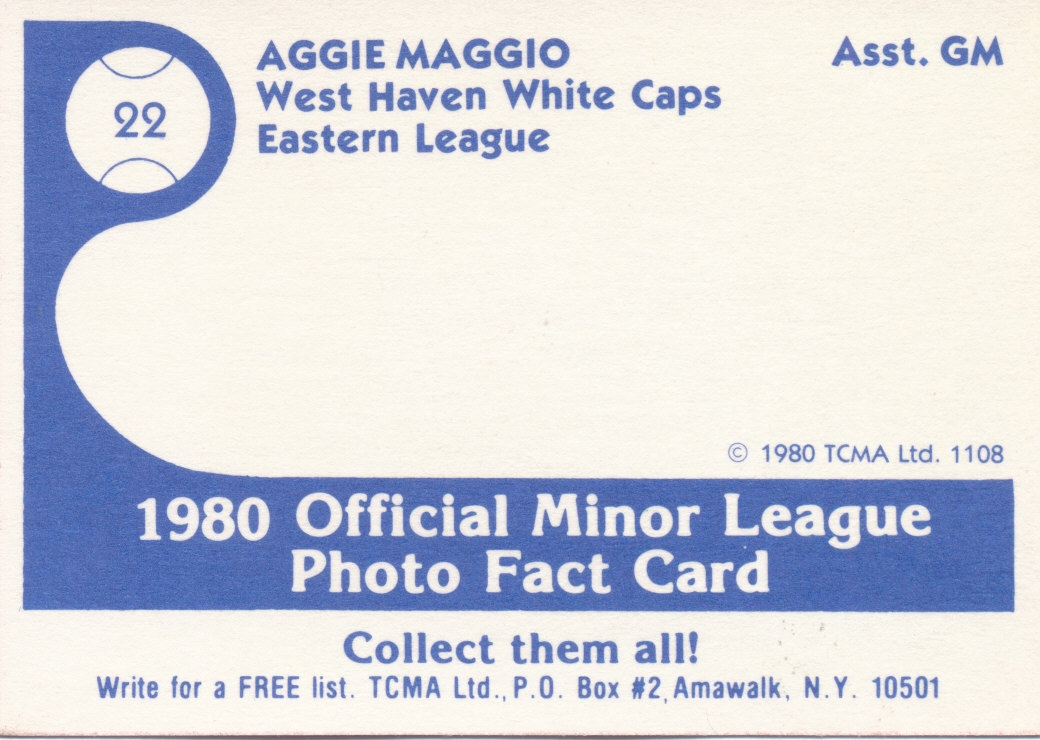 22
AGGIE MAGGIO
Asst. GM
West Haven White Caps
Eastern League
© 1980 TCMA Ltd. 1108
1980 Official Minor League
Photo Fact Card
Collect them all!
Write for a FREE list. TCMA Ltd., P.O. Box #2, Amawalk, N.Y. 10501